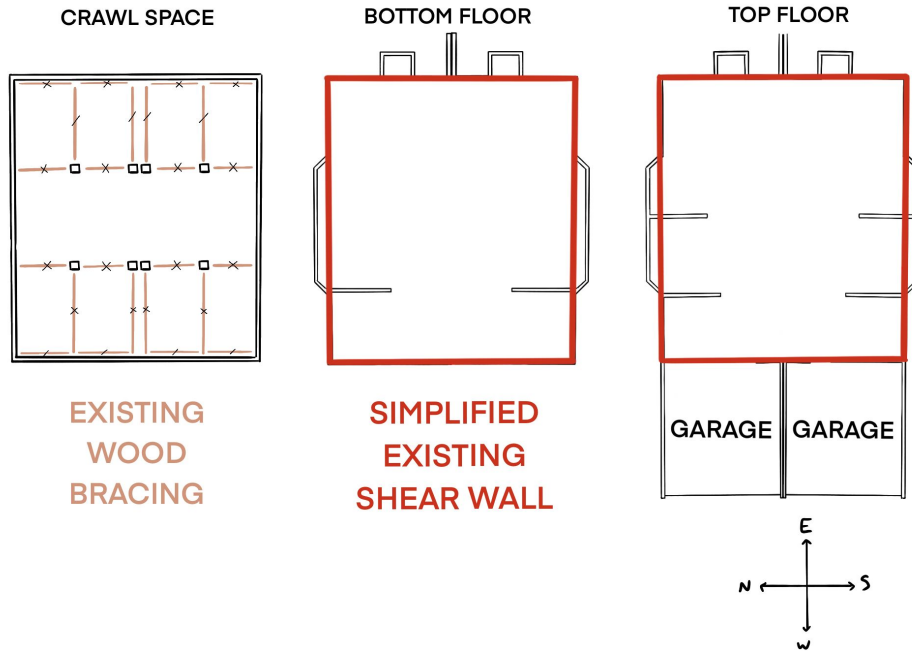 CRAWL SPACE
BOTTOM FLOOR
TOP FLOOR
EXISTING
WOOD
BRACING
SIMPLIFIED
EXISTING
SHEAR WALL
GARAGE
GARAGE
E
N
S
W